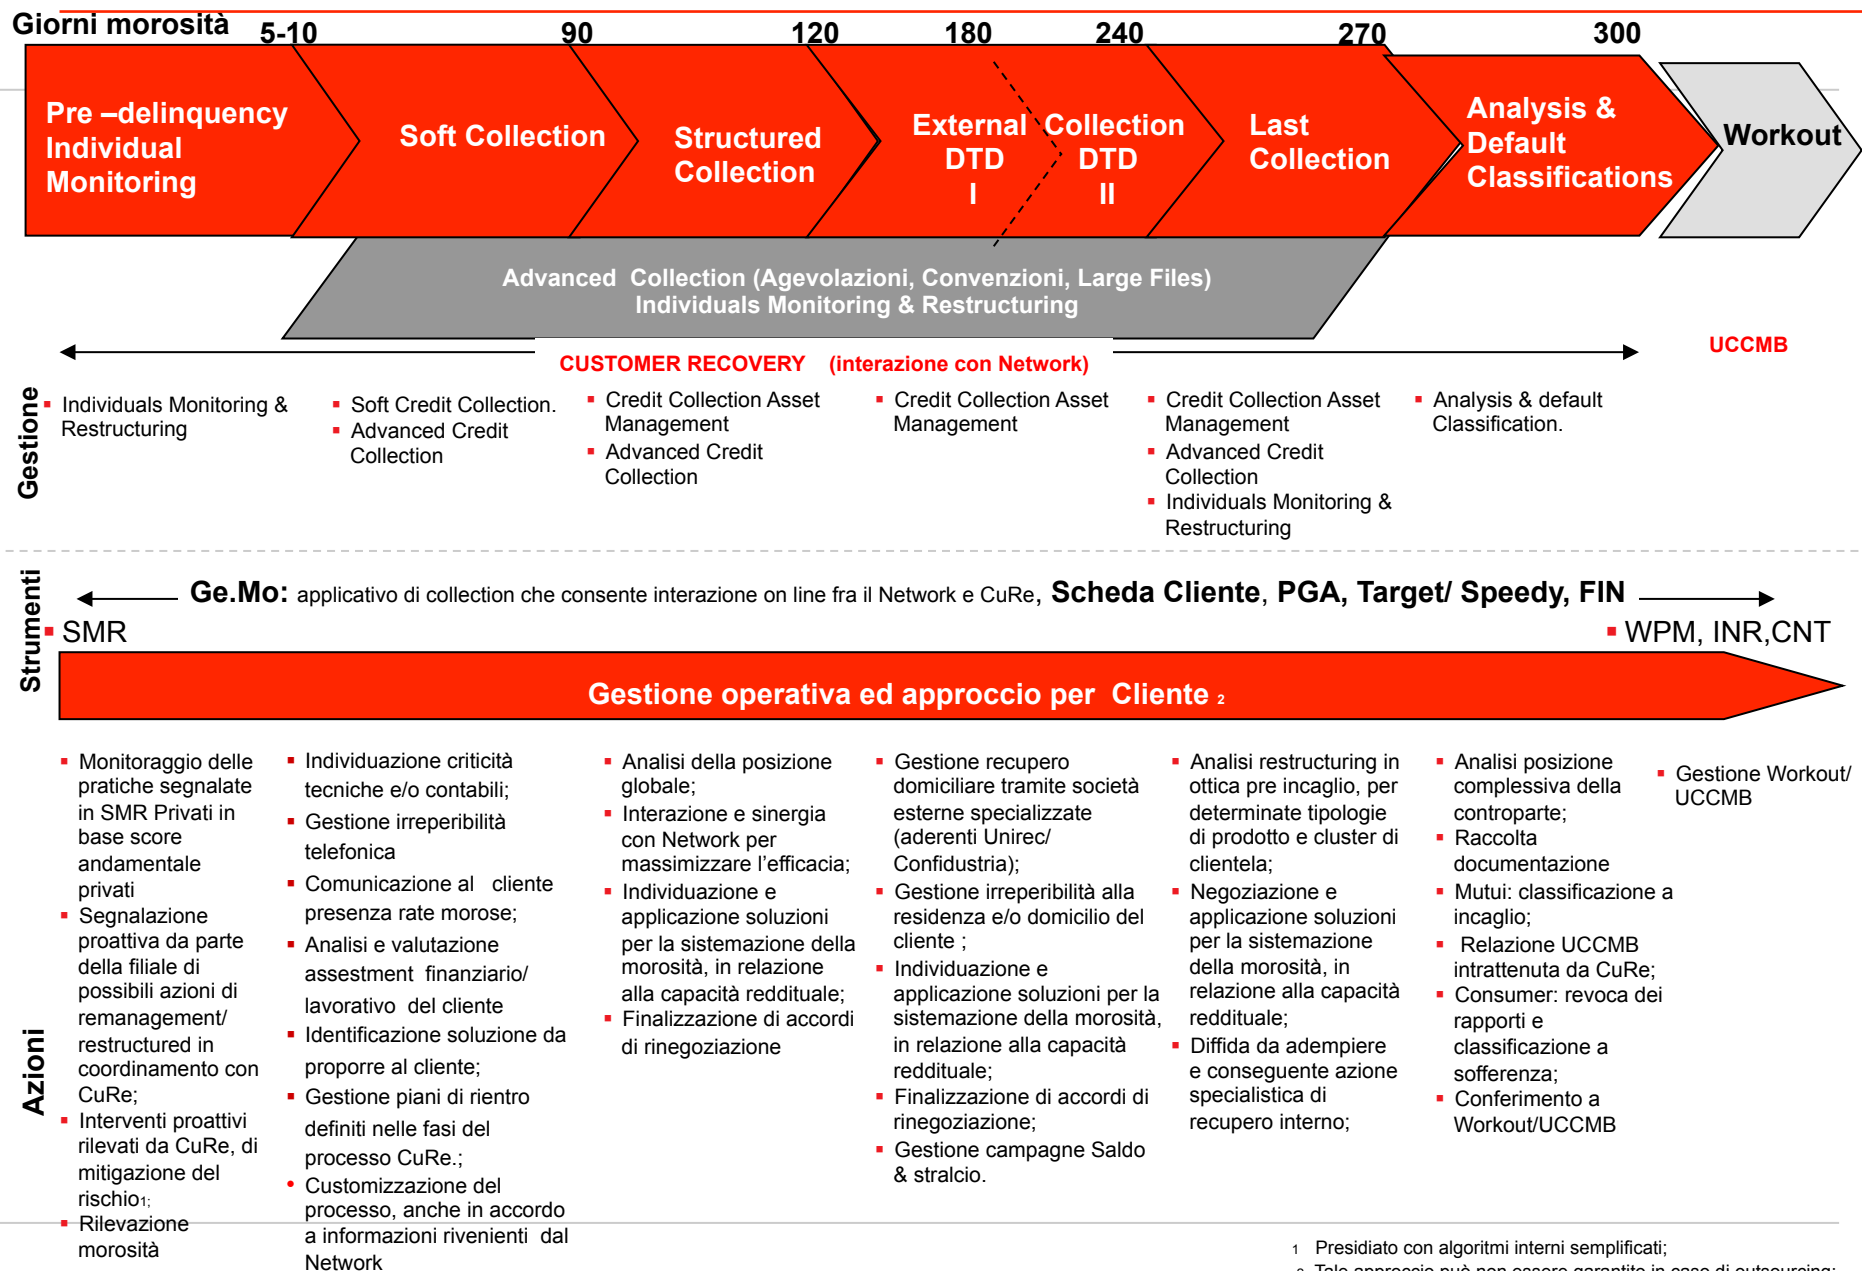 Giorni morosità
5-10
90
120
180
240
270
300
Pre –delinquency
Individual
Monitoring
Soft Collection
Structured
Collection
External
DTD
I
Collection
DTD
II
Last
Collection
Analysis &
Default
Classifications
Workout
Advanced Collection (Agevolazioni, Convenzioni, Large Files)
Individuals Monitoring & Restructuring
CUSTOMER RECOVERY (interazione con Network)
UCCMB
Gestione
▪ Individuals Monitoring &
Restructuring
▪ Soft Credit Collection.
▪ Advanced Credit
Collection
▪ Credit Collection Asset
Management
▪ Advanced Credit
Collection
▪ Credit Collection Asset
Management
▪ Credit Collection Asset
Management
▪ Advanced Credit
Collection
▪ Individuals Monitoring &
Restructuring
▪ Analysis & default
Classification.
Strumenti
Ge.Mo: applicativo di collection che consente interazione on line fra il Network e CuRe, Scheda Cliente, PGA, Target/ Speedy, FIN
▪ SMR
▪ WPM, INR,CNT
Gestione operativa ed approccio per Cliente 2
Azioni
▪ Monitoraggio delle
pratiche segnalate
in SMR Privati in
base score
andamentale
privati
▪ Segnalazione
proattiva da parte
della filiale di
possibili azioni di
remanagement/
restructured in
coordinamento con
CuRe;
▪ Interventi proattivi
rilevati da CuRe, di
mitigazione del
rischio1;
▪ Rilevazione
morosità
▪ Individuazione criticità
tecniche e/o contabili;
▪ Gestione irreperibilità
telefonica
▪ Comunicazione al cliente
presenza rate morose;
▪ Analisi e valutazione
assestment finanziario/
lavorativo del cliente
▪ Identificazione soluzione da
proporre al cliente;
▪ Gestione piani di rientro
definiti nelle fasi del
processo CuRe.;
• Customizzazione del
processo, anche in accordo
a informazioni rivenienti dal
Network
▪ Analisi della posizione
globale;
▪ Interazione e sinergia
con Network per
massimizzare l'efficacia;
▪ Individuazione e
applicazione soluzioni
per la sistemazione della
morosità, in relazione
alla capacità reddituale;
▪ Finalizzazione di accordi
di rinegoziazione
▪ Gestione recupero
domiciliare tramite società
esterne specializzate
(aderenti Unirec/
Confidustria);
▪ Gestione irreperibilità alla
residenza e/o domicilio del
cliente ;
▪ Individuazione e
applicazione soluzioni per la
sistemazione della morosità,
in relazione alla capacità
reddituale;
▪ Finalizzazione di accordi di
rinegoziazione;
▪ Gestione campagne Saldo
& stralcio.
▪ Analisi restructuring in
ottica pre incaglio, per
determinate tipologie
di prodotto e cluster di
clientela;
▪ Negoziazione e
applicazione soluzioni
per la sistemazione
della morosità, in
relazione alla capacità
reddituale;
▪ Diffida da adempiere
e conseguente azione
specialistica di
recupero interno;
▪ Analisi posizione
complessiva della
controparte;
▪ Raccolta
documentazione
▪ Mutui: classificazione a
incaglio;
▪ Relazione UCCMB
intrattenuta da CuRe;
▪ Consumer: revoca dei
rapporti e
classificazione a
sofferenza;
▪ Conferimento a
Workout/UCCMB
▪ Gestione Workout/
UCCMB
1 Presidiato con algoritmi interni semplificati;
2 Tale approccio può non essere garantito in caso di outsourcing;